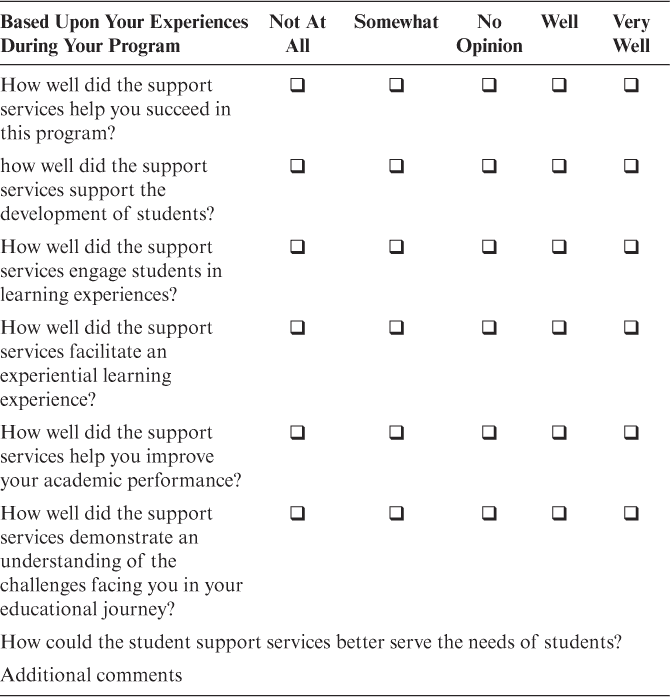 Based Upon Your Experiences During Your Program Not At All Somewhat No Opinion Well Very Well
How well did the support ❑ ❑ ❑ ❑ ❑
services help you succeed in
this program?
how well did the support ❑ ❑ ❑ ❑ ❑
services support the
development of students?
How well did the support ❑ ❑ ❑ ❑ ❑
services engage students in
learning experiences?
How well did the support ❑ ❑ ❑ ❑ ❑
services facilitate an
experiential learning
experience?
How well did the support ❑ ❑ ❑ ❑ ❑
services help you improve
your academic performance?
How well did the support ❑ ❑ ❑ ❑ ❑
services demonstrate an
understanding of the
challenges facing you in your
educational journey?
How could the student support services better serve the needs of students?
Additional comments